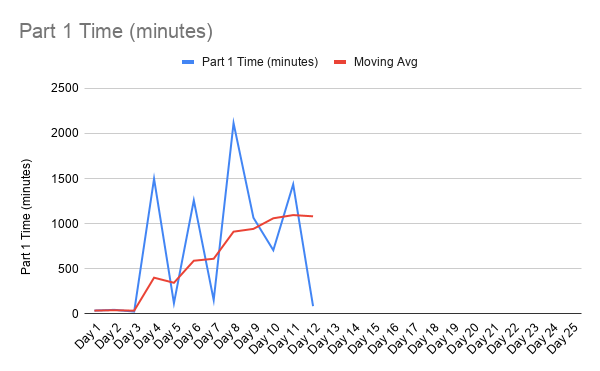 Part 1 Time (minutes)
Part 1 Time (minutes) Moving Avg
Part 1 Time (minutes)
2500
2000
1500
1000
500
0
Day 1 Day 2 Day 3 Day 4 Day 5 Day 6 Day 7 Day 8 Day 9 Day 10 Day 11 Day 12 Day 13 Day 14 Day 15 Day 16 Day 17 Day 18 Day 19 Day 20 Day 21 Day 22 Day 23 Day 24 Day 25